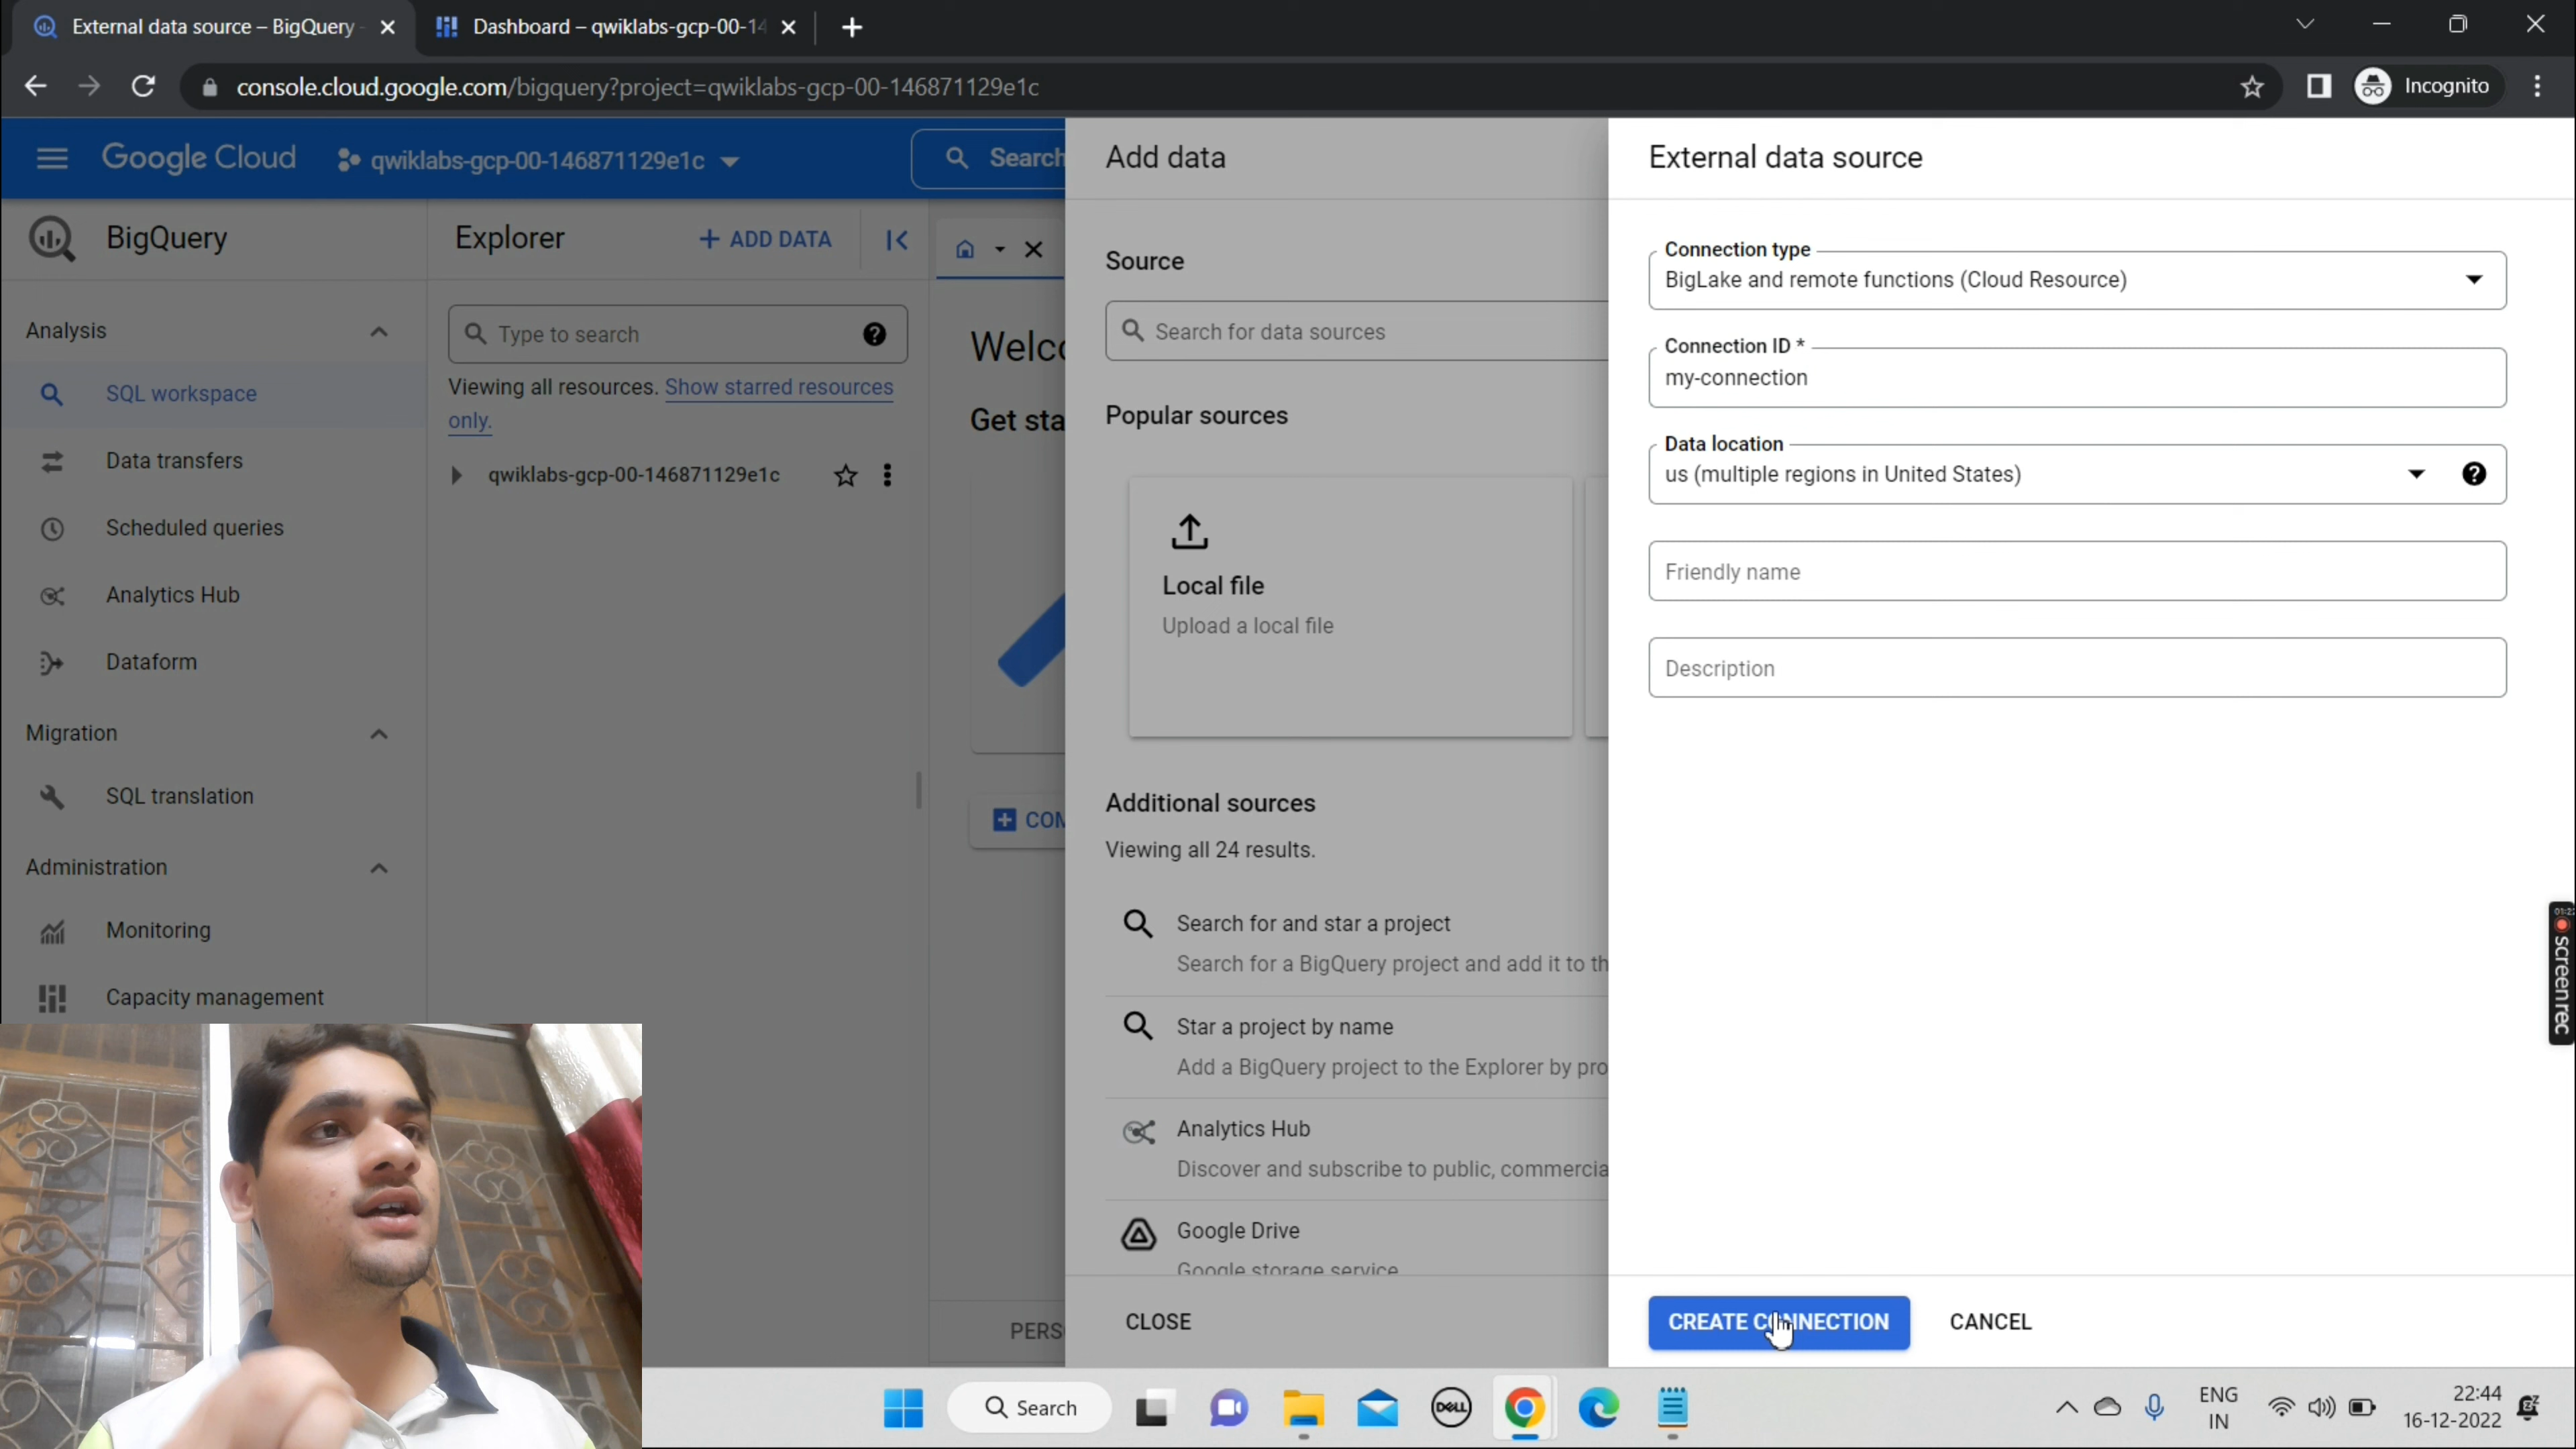 External data source – BigQuery
Dashboard – qwiklabs-gcp-00-14
console.cloud.google.com/bigquery?project=qwiklabs-gcp-00-146871129e1c
Incognito
Google Cloud
qwiklabs-gcp-00-146871129e1c
Search
Add data
External data source
BigQuery
Explorer
+ ADD DATA
Analysis
SQL workspace
Data transfers
Scheduled queries
Analytics Hub
Dataform
Migration
SQL translation
Administration
Monitoring
Capacity management
Type to search
Viewing all resources. Show starred resources
only.
qwiklabs-gcp-00-146871129e1c
Welco
Get sta
COM
PERS
Source
Search for data sources
Popular sources
Local file
Upload a local file
Additional sources
Viewing all 24 results.
Search for and star a project
Search for a BigQuery project and add it to th
Star a project by name
Add a BigQuery project to the Explorer by pro
Analytics Hub
Discover and subscribe to public, commercia
Google Drive
Google storage service
CLOSE
Connection type
BigLake and remote functions (Cloud Resource)
Connection ID *
my-connection
Data location
us (multiple regions in United States)
Friendly name
Description
CREATE CONNECTION
CANCEL
01:22
screenrec
Search
DELL
ENG
IN
22:44
16-12-2022